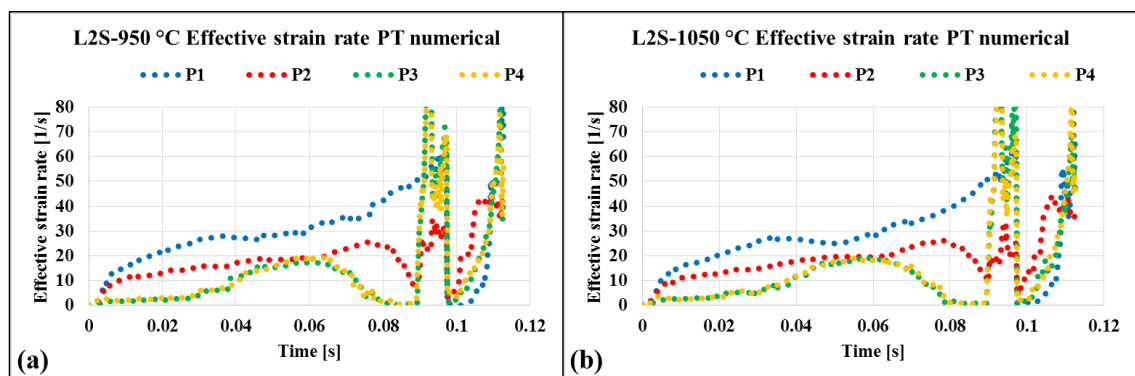 L2S-950 °C Effective strain rate PT numerical
P1 P2 P3 P4
80
70
60
50
40
30
20
10
0
Effective strain rate [1/s]
0 0.02 0.04 0.06 0.08 0.1 0.12
Time [s]
(a)
L2S-1050 °C Effective strain rate PT numerical
P1 P2 P3 P4
80
70
60
50
40
30
20
10
0
Effective strain rate [1/s]
0 0.02 0.04 0.06 0.08 0.1 0.12
Time [s]
(b)